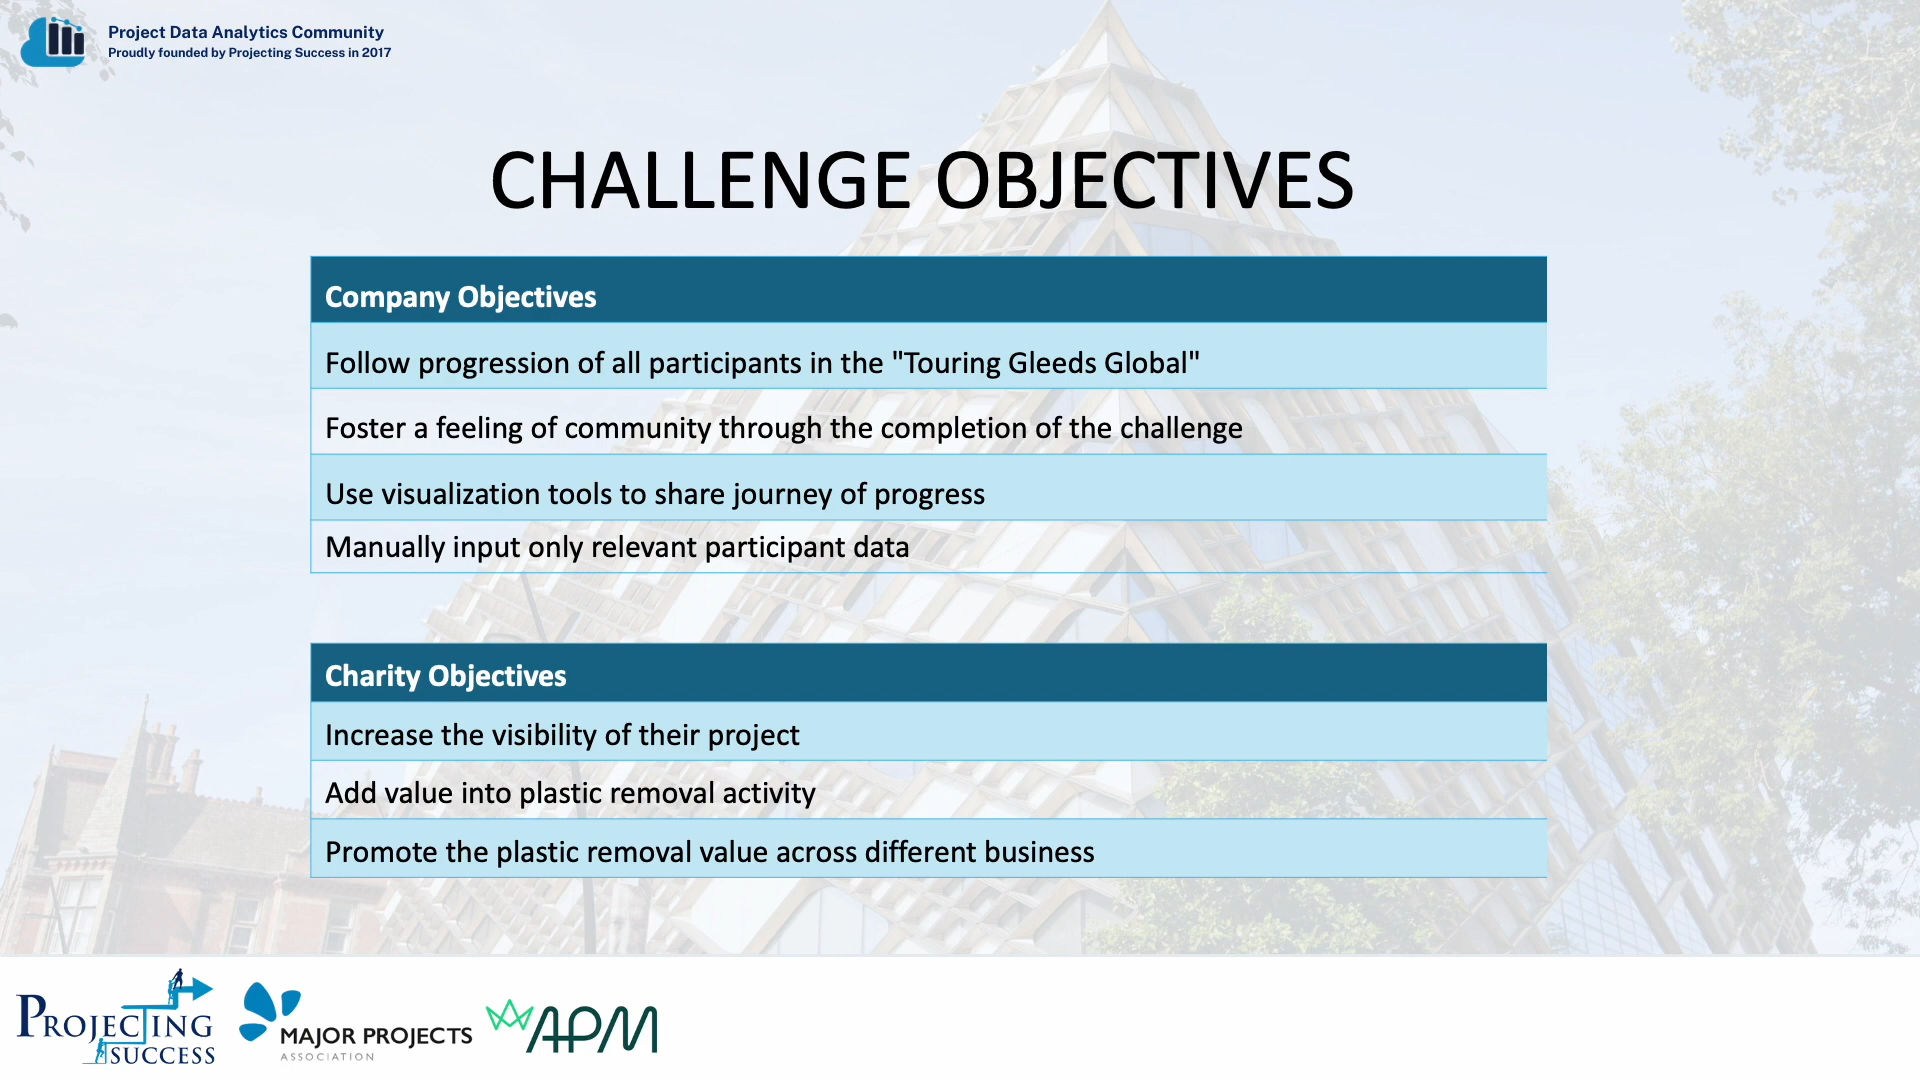 Project Data Analytics Community
Proudly founded by Projecting Success in 2017
CHALLENGE OBJECTIVES
Company Objectives
Follow progression of all participants in the "Touring Gleeds Global"
Foster a feeling of community through the completion of the challenge
Use visualization tools to share journey of progress
Manually input only relevant participant data
Charity Objectives
Increase the visibility of their project
Add value into plastic removal activity
Promote the plastic removal value across different business
PROJECTING
SUCCESS
MAJOR PROJECTS
ASSOCIATION
APM